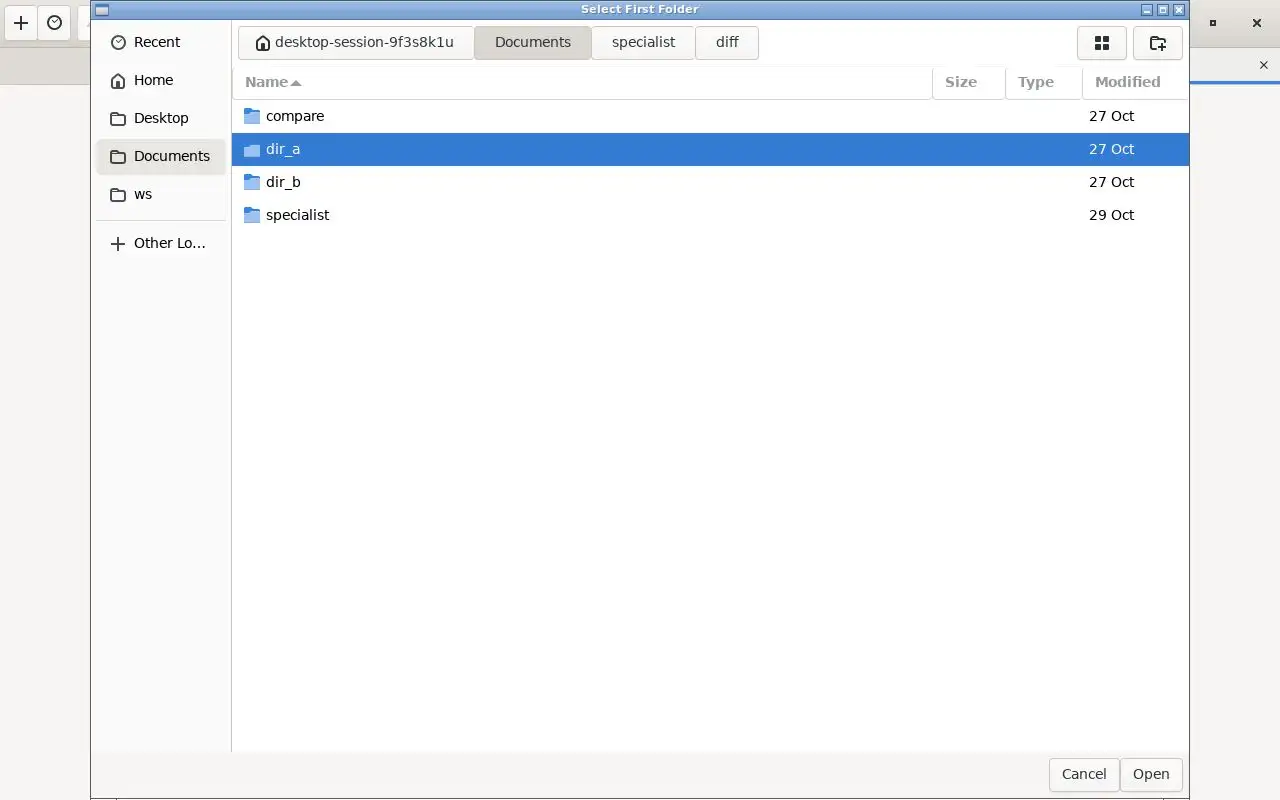 Select First Folder
Recent
Home
Desktop
Documents
ws
Other Lo...
desktop-session-9f3s8k1u Documents specialist diff
Name Size Type Modified
compare 27 Oct
dir_a 27 Oct
dir_b 27 Oct
specialist 29 Oct
Cancel Open